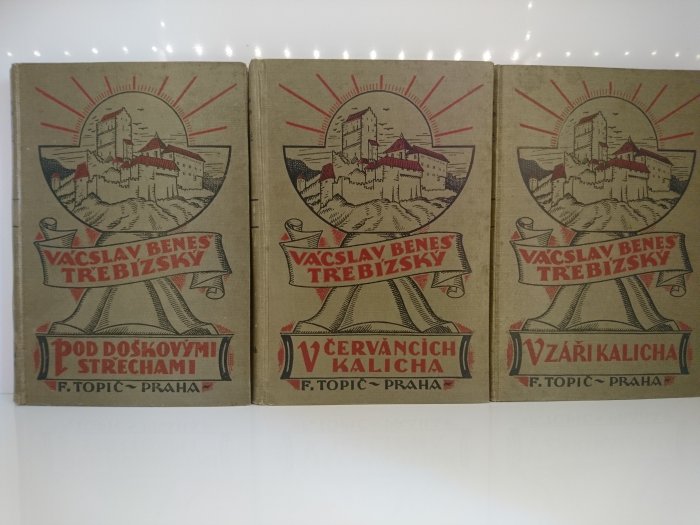 VÁCSLAV BENEŠ
TŘEBÍZSKÝ
POD DOŠKOVÝMI
STŘECHAMI
F. TOPIČ~PRAHA
VÁCSLAV BENEŠ
TŘEBÍZSKÝ
V ČERVÁNCÍCH
KALICHA
F. TOPIČ~PRAHA
VÁCSLAV BENEŠ
TŘEBÍZSKÝ
V ZÁŘI KALICHA
F. TOPIČ~PRAHA